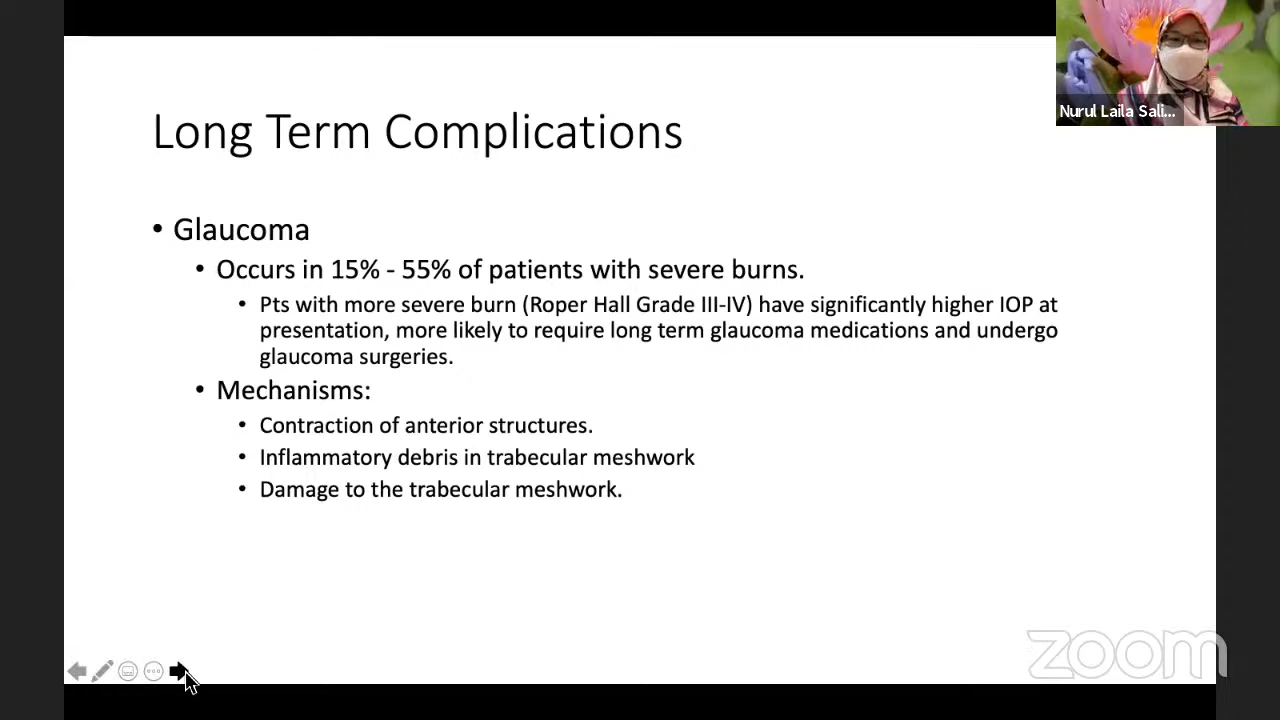 Nurul Laila Sali...
Long Term Complications
• Glaucoma
• Occurs in 15% - 55% of patients with severe burns.
• Pts with more severe burn (Roper Hall Grade III-IV) have significantly higher IOP at
presentation, more likely to require long term glaucoma medications and undergo
glaucoma surgeries.
• Mechanisms:
• Contraction of anterior structures.
• Inflammatory debris in trabecular meshwork
• Damage to the trabecular meshwork.
zoom